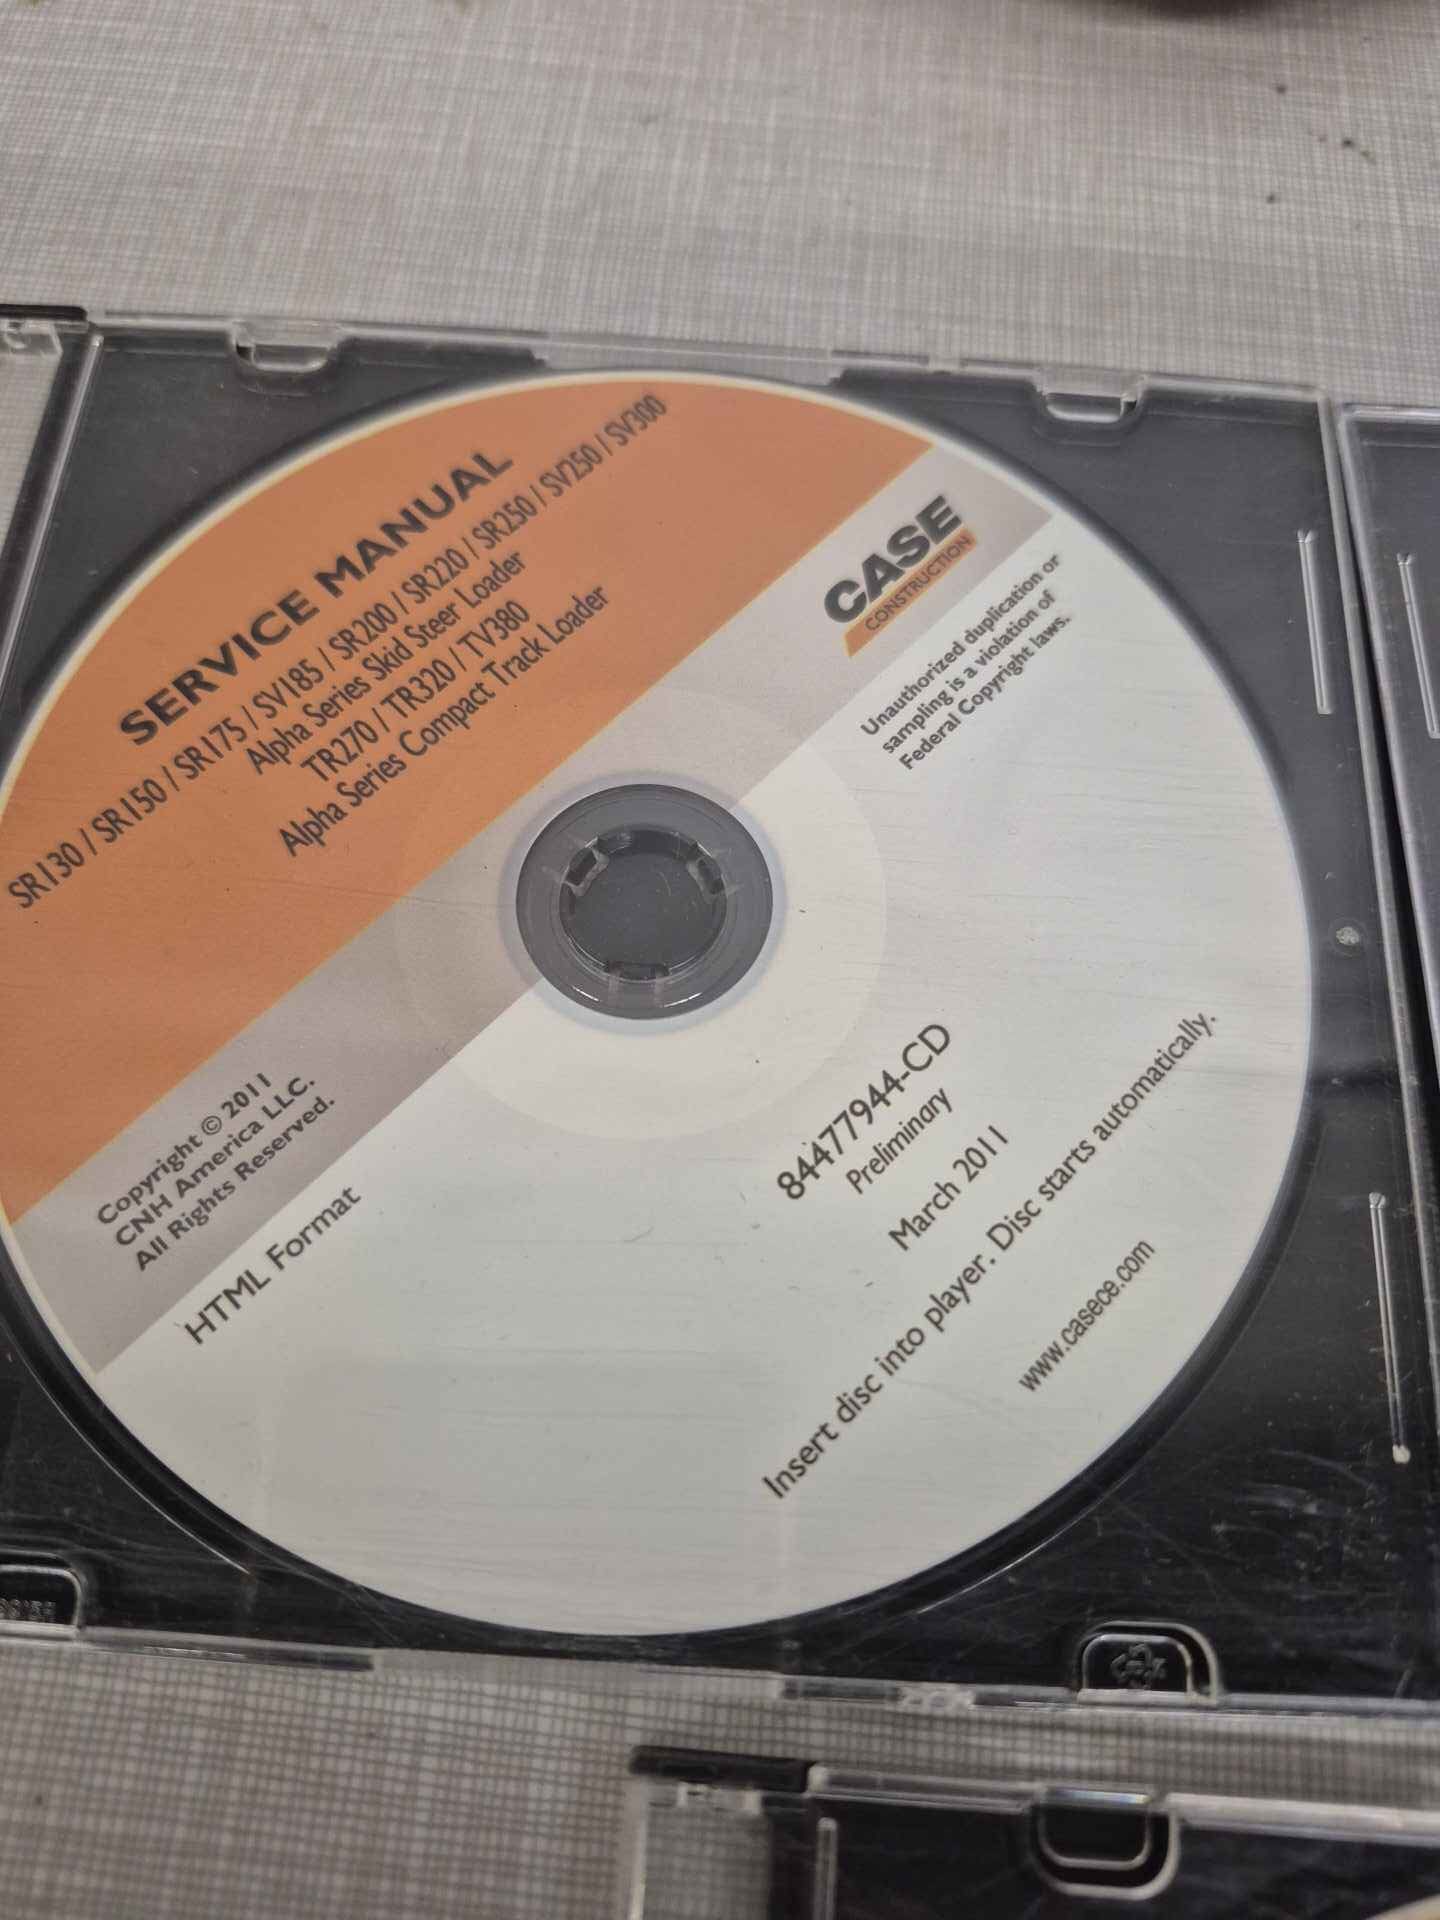 SERVICE MANUAL
SR130 / SR150 / SR175 / SV185 / SR200 / SR220 / SR250 / SV250 / SV300
Alpha Series Skid Steer Loader
TR270 / TR320 / TV380
Alpha Series Compact Track Loader
CASE
CONSTRUCTION
Unauthorized duplication or
sampling is a violation of
Federal Copyright laws.
Copyright © 2011
CNH America LLC.
All Rights Reserved.
HTML Format
84477944-CD
Preliminary
March 2011
Insert disc into player. Disc starts automatically.
www.casece.com